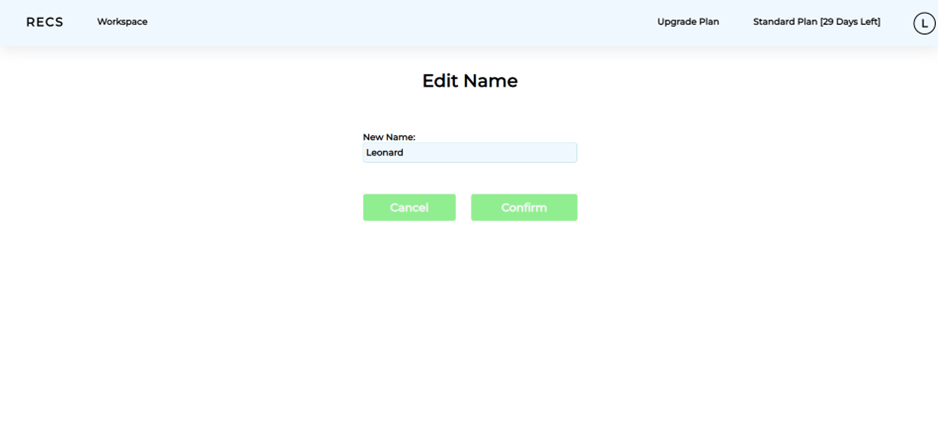 RECS Workspace Upgrade Plan Standard Plan [29 Days Left] L
Edit Name
New Name:
Leonard
Cancel Confirm